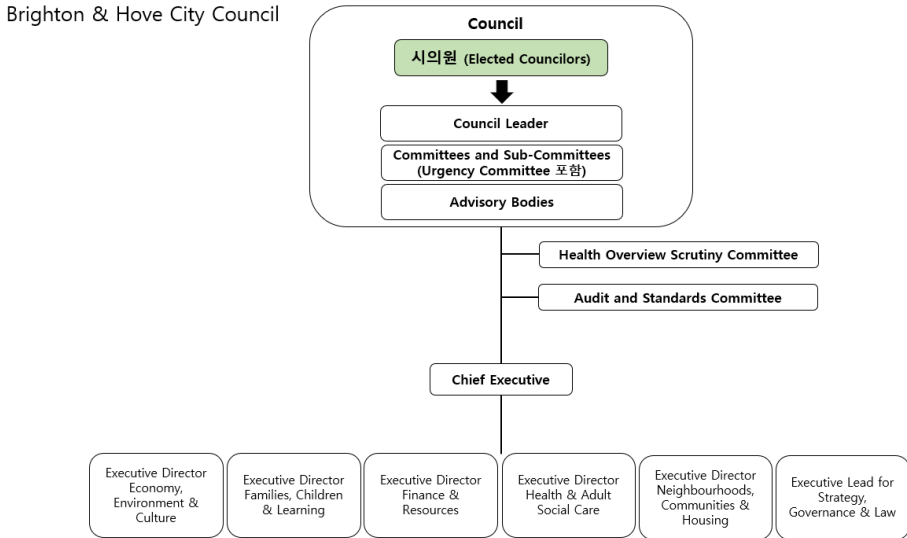 Brighton & Hove City Council
Council
시의원 (Elected Councilors)
Council Leader
Committees and Sub-Committees
(Urgency Committee 포함)
Advisory Bodies
Health Overview Scrutiny Committee
Audit and Standards Committee
Chief Executive
Executive Director
Economy,
Environment &
Culture
Executive Director
Families, Children
& Learning
Executive Director
Finance &
Resources
Executive Director
Health & Adult
Social Care
Executive Director
Neighbourhoods,
Communities &
Housing
Executive Lead for
Strategy,
Governance & Law